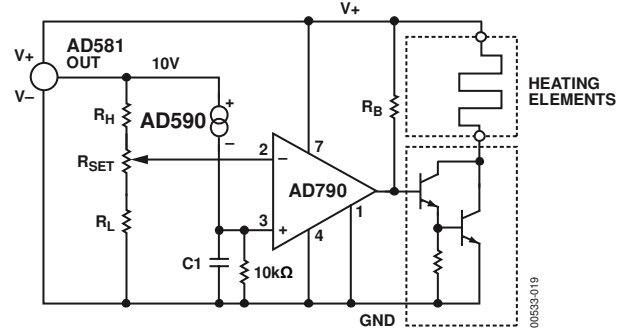 V+
AD581
V+
OUT
10V
V–
HEATING
ELEMENTS
RH
AD590
+
–
RB
RSET
2
–
7
AD790
RL
3
+
1
4
C1
10kΩ
GND
00533-019